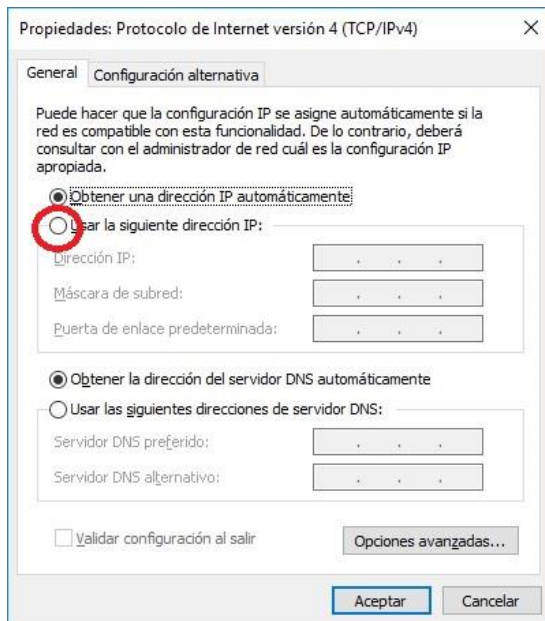 Propiedades: Protocolo de Internet versión 4 (TCP/IPv4)
General
Configuración alternativa
Puede hacer que la configuración IP se asigne automáticamente si la
red es compatible con esta funcionalidad. De lo contrario, deberá
consultar con el administrador de red cuál es la configuración IP
apropiada.
Obtener una dirección IP automáticamente
Usar la siguiente dirección IP:
Dirección IP:
Máscara de subred:
Puerta de enlace predeterminada:
Obtener la dirección del servidor DNS automáticamente
Usar las siguientes direcciones de servidor DNS:
Servidor DNS preferido:
Servidor DNS alternativo:
Validar configuración al salir
Opciones avanzadas...
Aceptar
Cancelar